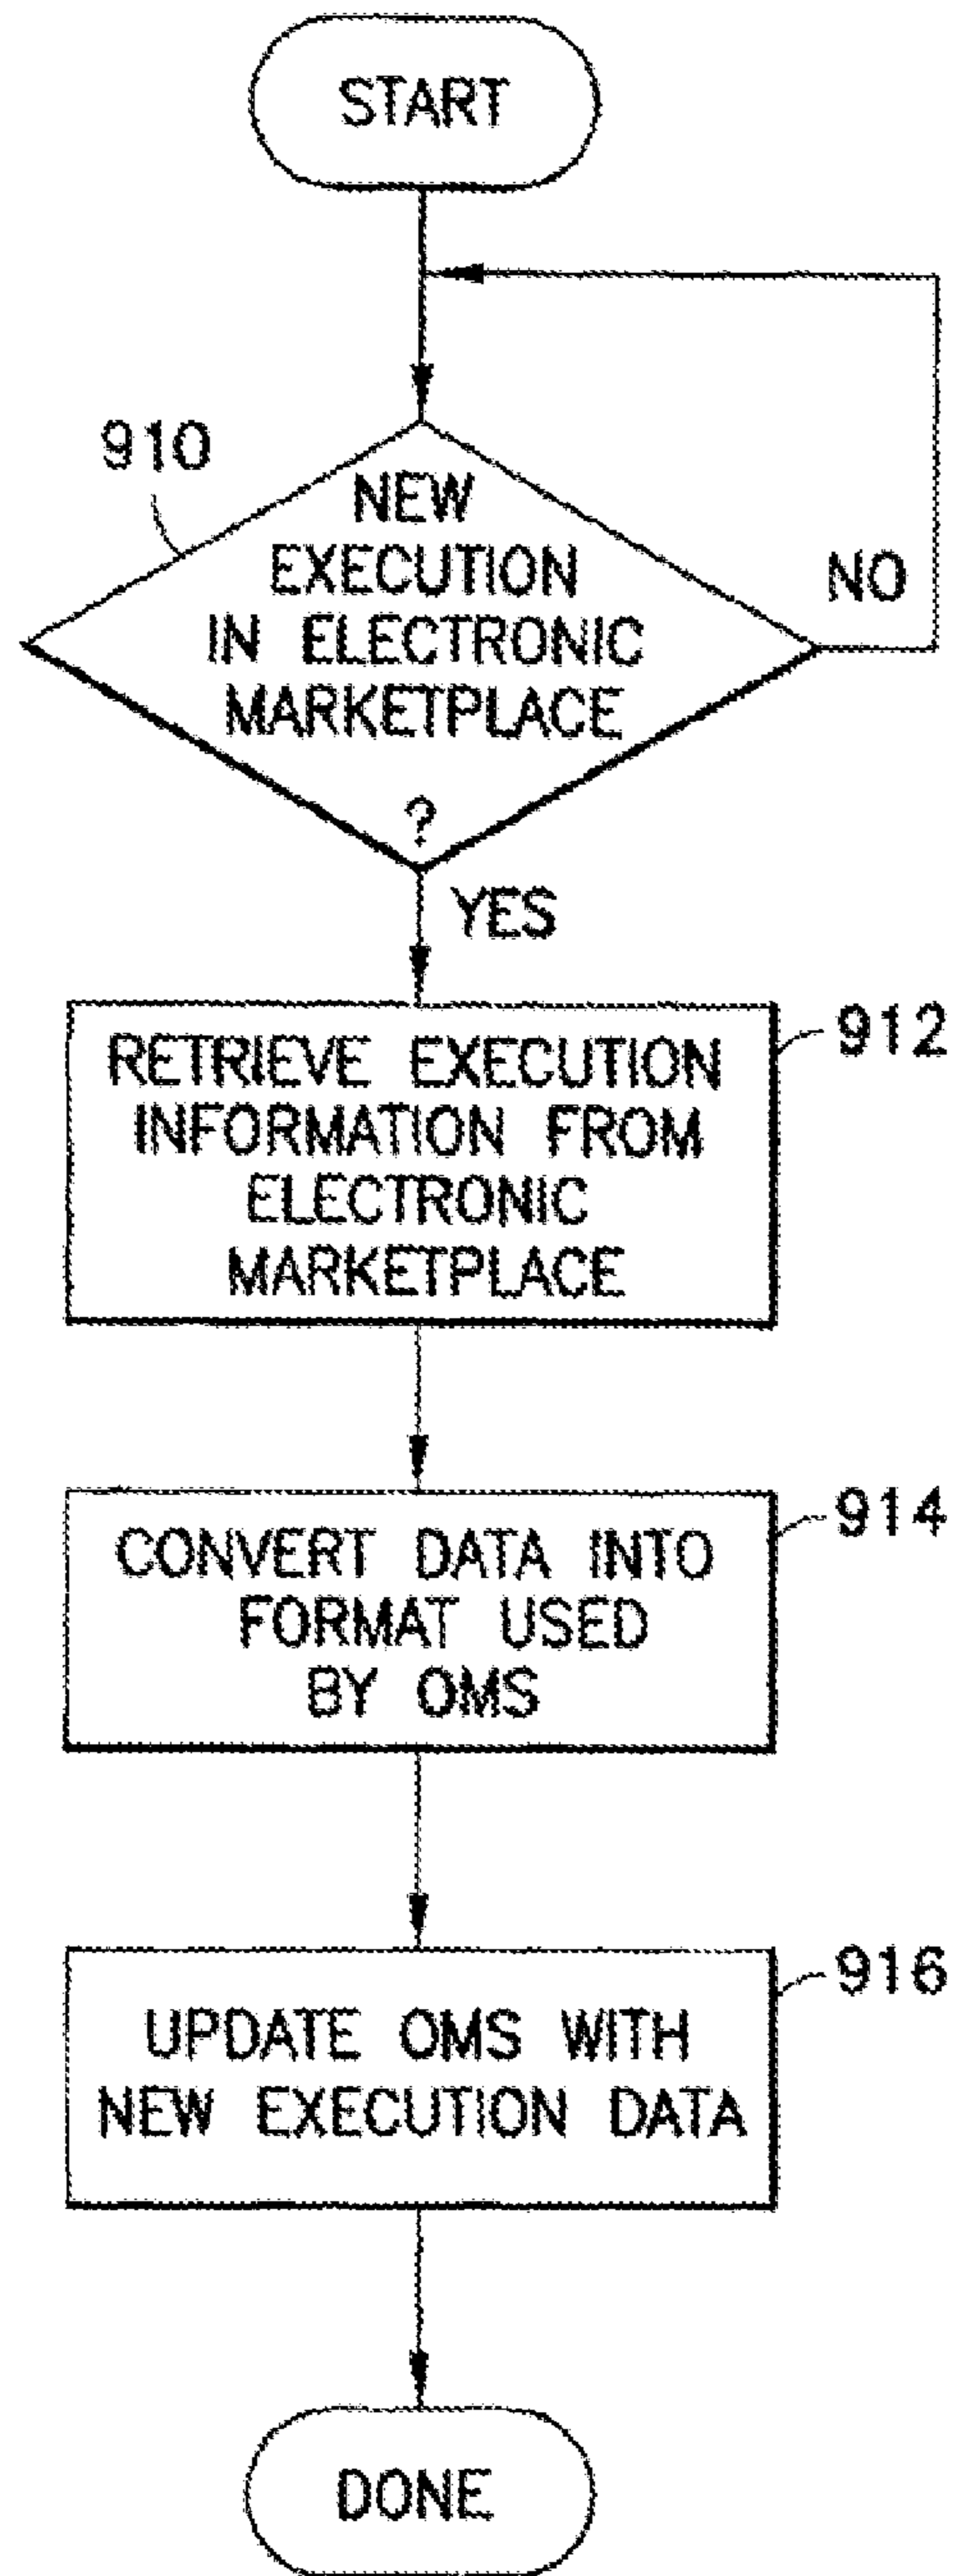 START
910
NEW
EXECUTION
IN ELECTRONIC
MARKETPLACE
?
NO
YES
912
RETRIEVE EXECUTION
INFORMATION FROM
ELECTRONIC
MARKETPLACE
914
CONVERT DATA INTO
FORMAT USED
BY OMS
916
UPDATE OMS WITH
NEW EXECUTION DATA
DONE